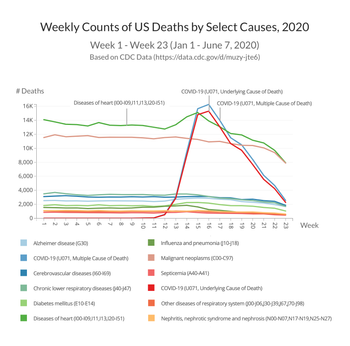 Weekly Counts of US Deaths by Select Causes, 2020
Week 1 - Week 23 (Jan 1 - June 7, 2020)
Based on CDC Data (https://data.cdc.gov/d/muzy-jte6)
# Deaths
COVID-19 (U071, Underlying Cause of Death)
Diseases of heart (I00-I09,I11,I13,I20-I51)
COVID-19 (U071, Multiple Cause of Death)
16K
14K
12K
10K
8,000
6,000
4,000
2,000
0
1 2 3 4 5 6 7 8 9 10 11 12 13 14 15 16 17 18 19 20 21 22 23
Week
Alzheimer disease (G30)
Influenza and pneumonia (J10-J18)
COVID-19 (U071, Multiple Cause of Death)
Malignant neoplasms (C00-C97)
Cerebrovascular diseases (I60-I69)
Septicemia (A40-A41)
Chronic lower respiratory diseases (J40-J47)
COVID-19 (U071, Underlying Cause of Death)
Diabetes mellitus (E10-E14)
Other diseases of respiratory system (J00-J06,J30-J39,J67,J70-J98)
Diseases of heart (I00-I09,I11,I13,I20-I51)
Nephritis, nephrotic syndrome and nephrosis (N00-N07,N17-N19,N25-N27)